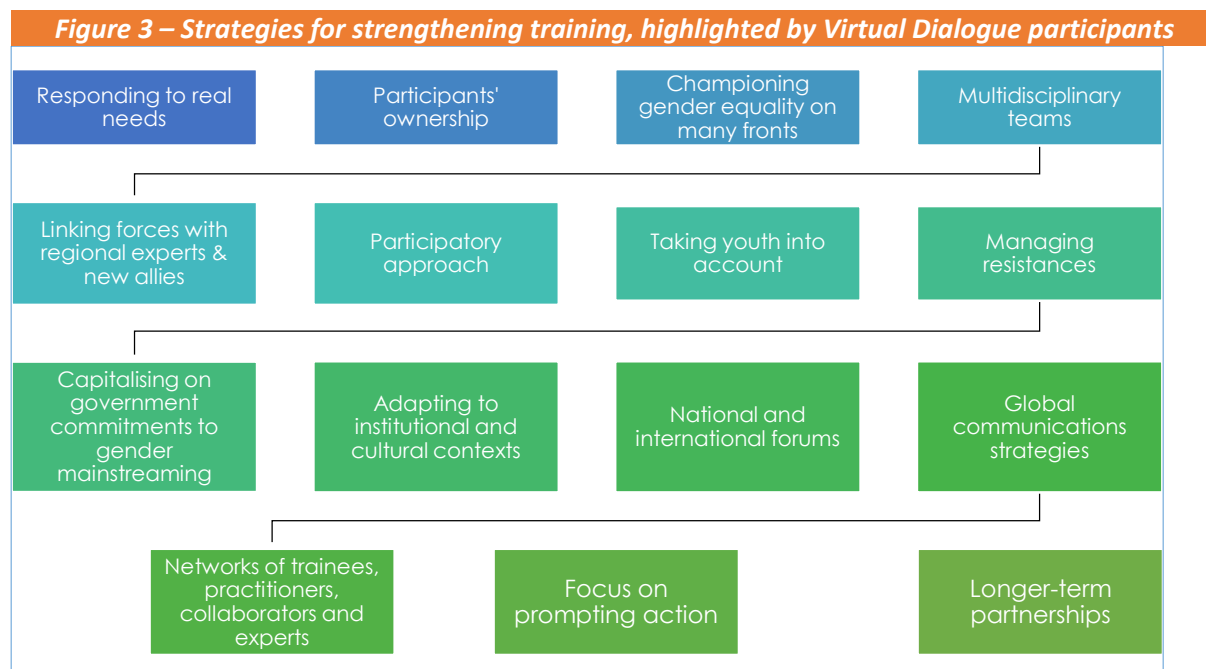 Figure 3 – Strategies for strengthening training, highlighted by Virtual Dialogue participants
Responding to real
needs
Participants'
ownership
Championing
gender equality on
many fronts
Multidisciplinary
teams
Linking forces with
regional experts &
new allies
Participatory
approach
Taking youth into
account
Managing
resistances
Capitalising on
government
commitments to
gender
mainstreaming
Adapting to
institutional and
cultural contexts
National and
international forums
Global
communications
strategies
Networks of trainees,
practitioners,
collaborators and
experts
Focus on
prompting action
Longer-term
partnerships